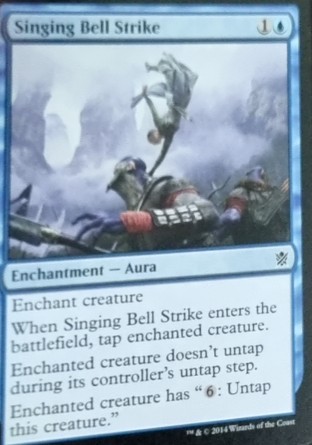 Singing Bell Strike 1
Enchantment — Aura
Enchant creature
When Singing Bell Strike enters the
battlefield, tap enchanted creature.
Enchanted creature doesn't untap
during its controller's untap step.
Enchanted creature has “6: Untap
this creature.”
™ & © 2014 Wizards of the Coast